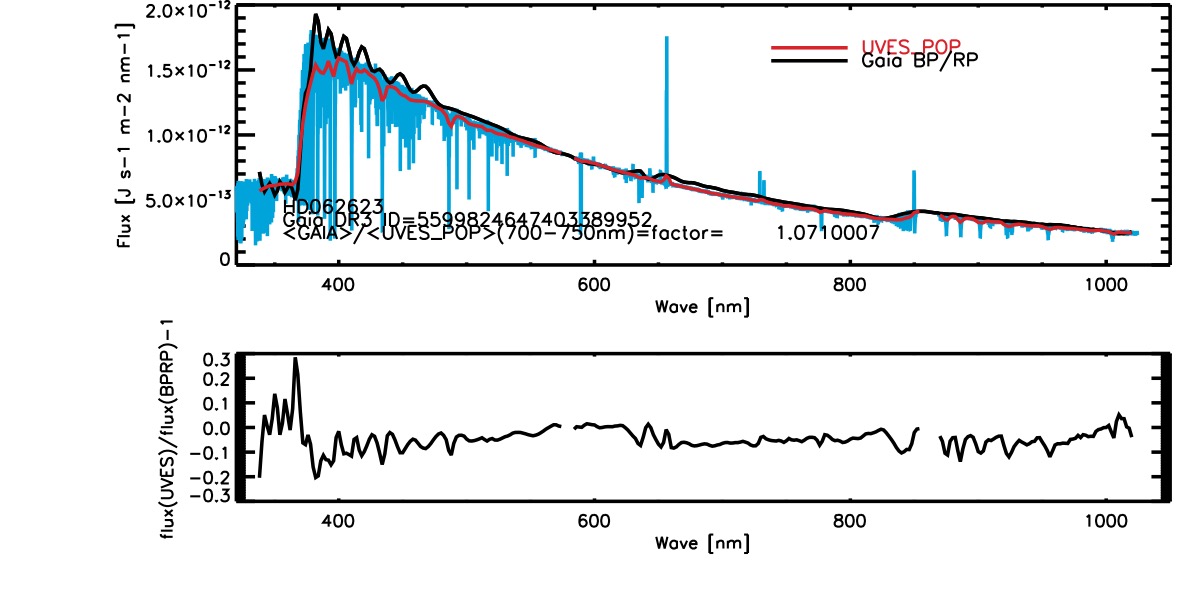 2.0×10−12
1.5×10−12
1.0×10−12
5.0×10−13
0
Flux [J s−1 m−2 nm−1]
UVES_POP
Gaia BP/RP
HD062623
Gaia DR3 ID=5599824647403389952
<GAIA>/<UVES_POP>(700−750nm)=factor= 1.0710007
400 600 800 1000
Wave [nm]
flux(UVES)/flux(BPRP)−1
0.3
0.2
0.1
0.0
−0.1
−0.2
−0.3
400 600 800 1000
Wave [nm]